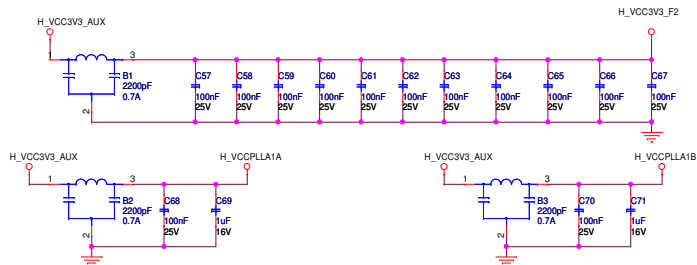 H_VCC3V3_AUX
H_VCC3V3_F2
1
3
2
B1
2200pF
0.7A
C57
100nF
25V
C58
100nF
25V
C59
100nF
25V
C60
100nF
25V
C61
100nF
25V
C62
100nF
25V
C63
100nF
25V
C64
100nF
25V
C65
100nF
25V
C66
100nF
25V
C67
100nF
25V
H_VCC3V3_AUX
H_VCCPLLA1A
1
3
2
B2
2200pF
0.7A
C68
100nF
25V
C69
1uF
16V
H_VCC3V3_AUX
H_VCCPLLA1B
1
3
2
B3
2200pF
0.7A
C70
100nF
25V
C71
1uF
16V